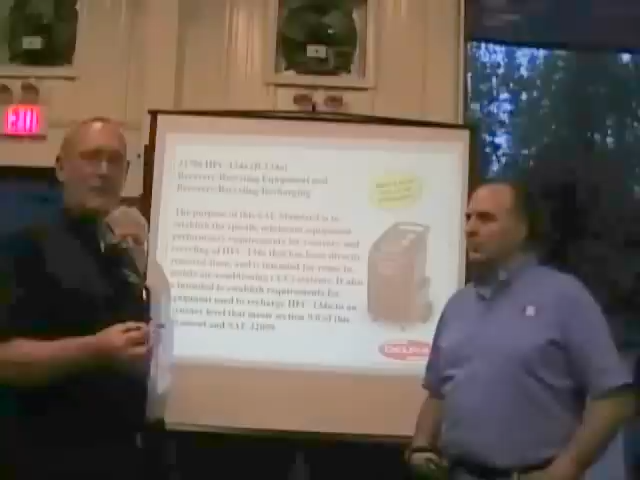 EXIT
J2788 HFC-134a (R-134a)
Recovery/Recycling Equipment and
Recovery/Recycling/Recharging
The purpose of this SAE Standard is to
establish the specific minimum equipment
performance requirements for recovery and
recycling of HFC-134a that has been directly
removed from, and is intended for reuse in,
mobile air-conditioning (A/C) systems. It also
is intended to establish requirements for
equipment used to recharge HFC-134a to an
accurate level that meets section 9.0 of this
document and SAE J2099.
DELPHI